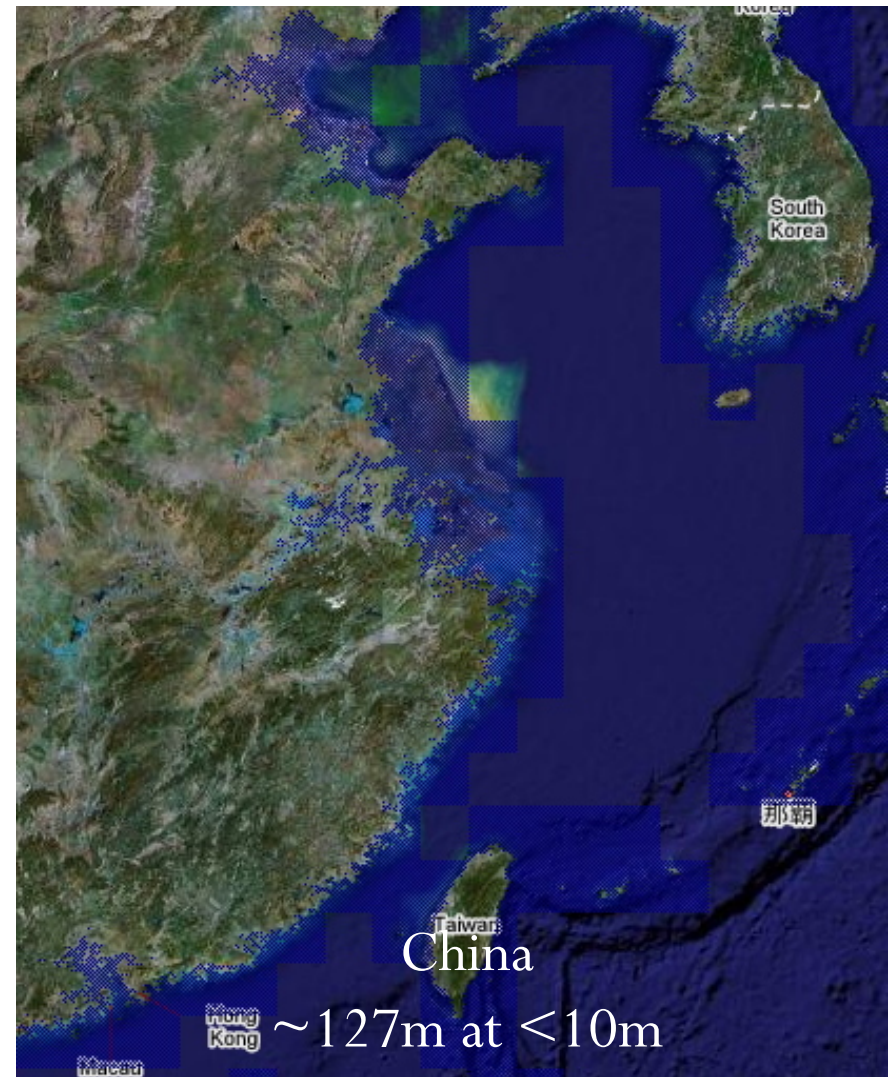 Korea
South
Korea
那覇
Taiwan
China
Hong
Kong
~127m at <10m
Macau